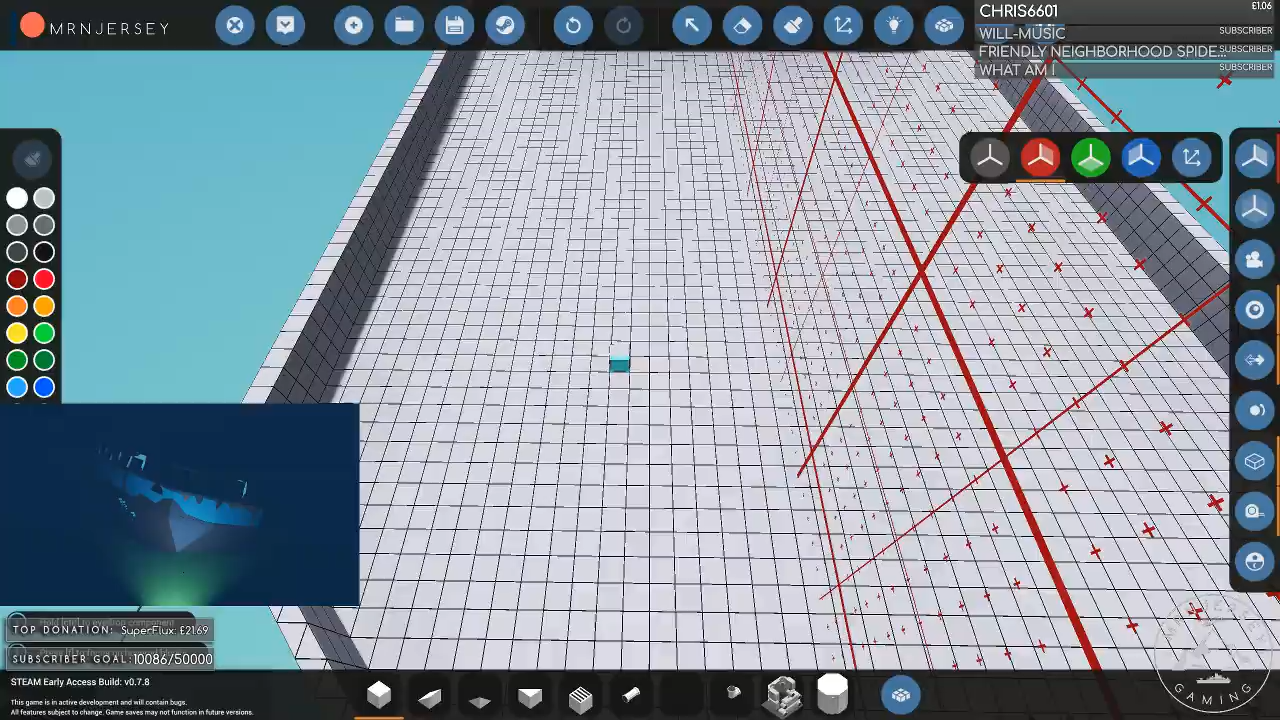 MRNJERSEY
CHRIS6601
£1.06
WILL-MUSIC
SUBSCRIBER
FRIENDLY NEIGHBORHOOD SPIDE...
SUBSCRIBER
WHAT AM I
SUBSCRIBER
TOP DONATION: SuperFlux: £21.69
SUBSCRIBER GOAL: 10086/50000
STEAM Early Access Build: v0.7.8
This game is in active development and will contain bugs.
All features subject to change. Game saves may not function in future versions.
GAMING